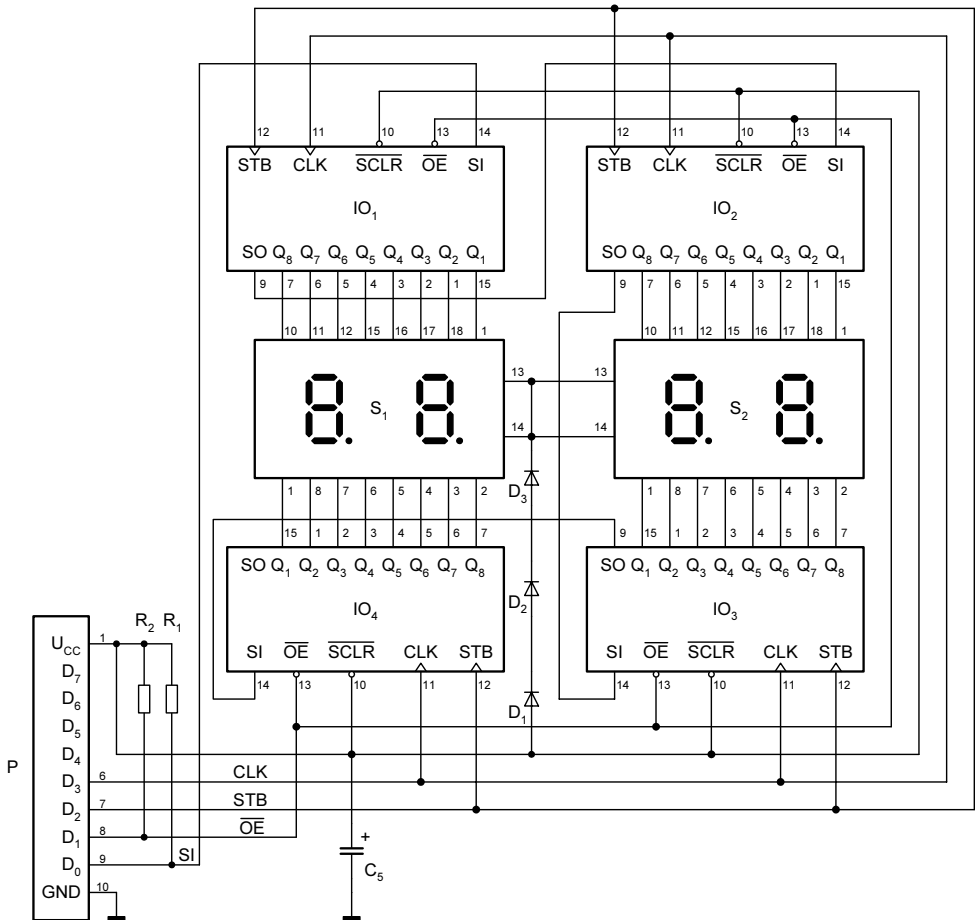 12 11 10 13 14 12 11 10 13 14
STB CLK SCLR OE SI STB CLK SCLR OE SI
IO1 IO2
SO Q8 Q7 Q6 Q5 Q4 Q3 Q2 Q1 SO Q8 Q7 Q6 Q5 Q4 Q3 Q2 Q1
9 7 6 5 4 3 2 1 15 9 7 6 5 4 3 2 1 15
10 11 12 15 16 17 18 1 10 11 12 15 16 17 18 1
13 13
8. 8. 8. 8.
S1 S2
14 14
1 8 7 6 5 4 3 2 1 8 7 6 5 4 3 2
D3
15 1 2 3 4 5 6 7 9 15 1 2 3 4 5 6 7
SO Q1 Q2 Q3 Q4 Q5 Q6 Q7 Q8 SO Q1 Q2 Q3 Q4 Q5 Q6 Q7 Q8
D2
IO4 IO3
SI OE SCLR CLK STB SI OE SCLR CLK STB
14 13 10 11 12 14 13 10 11 12
D1
R2 R1
UCC 1
D7
D6
D5
D4
P
D3 6 CLK
D2 7 STB
D1 8 OE
D0 9 SI
GND 10
+
C5